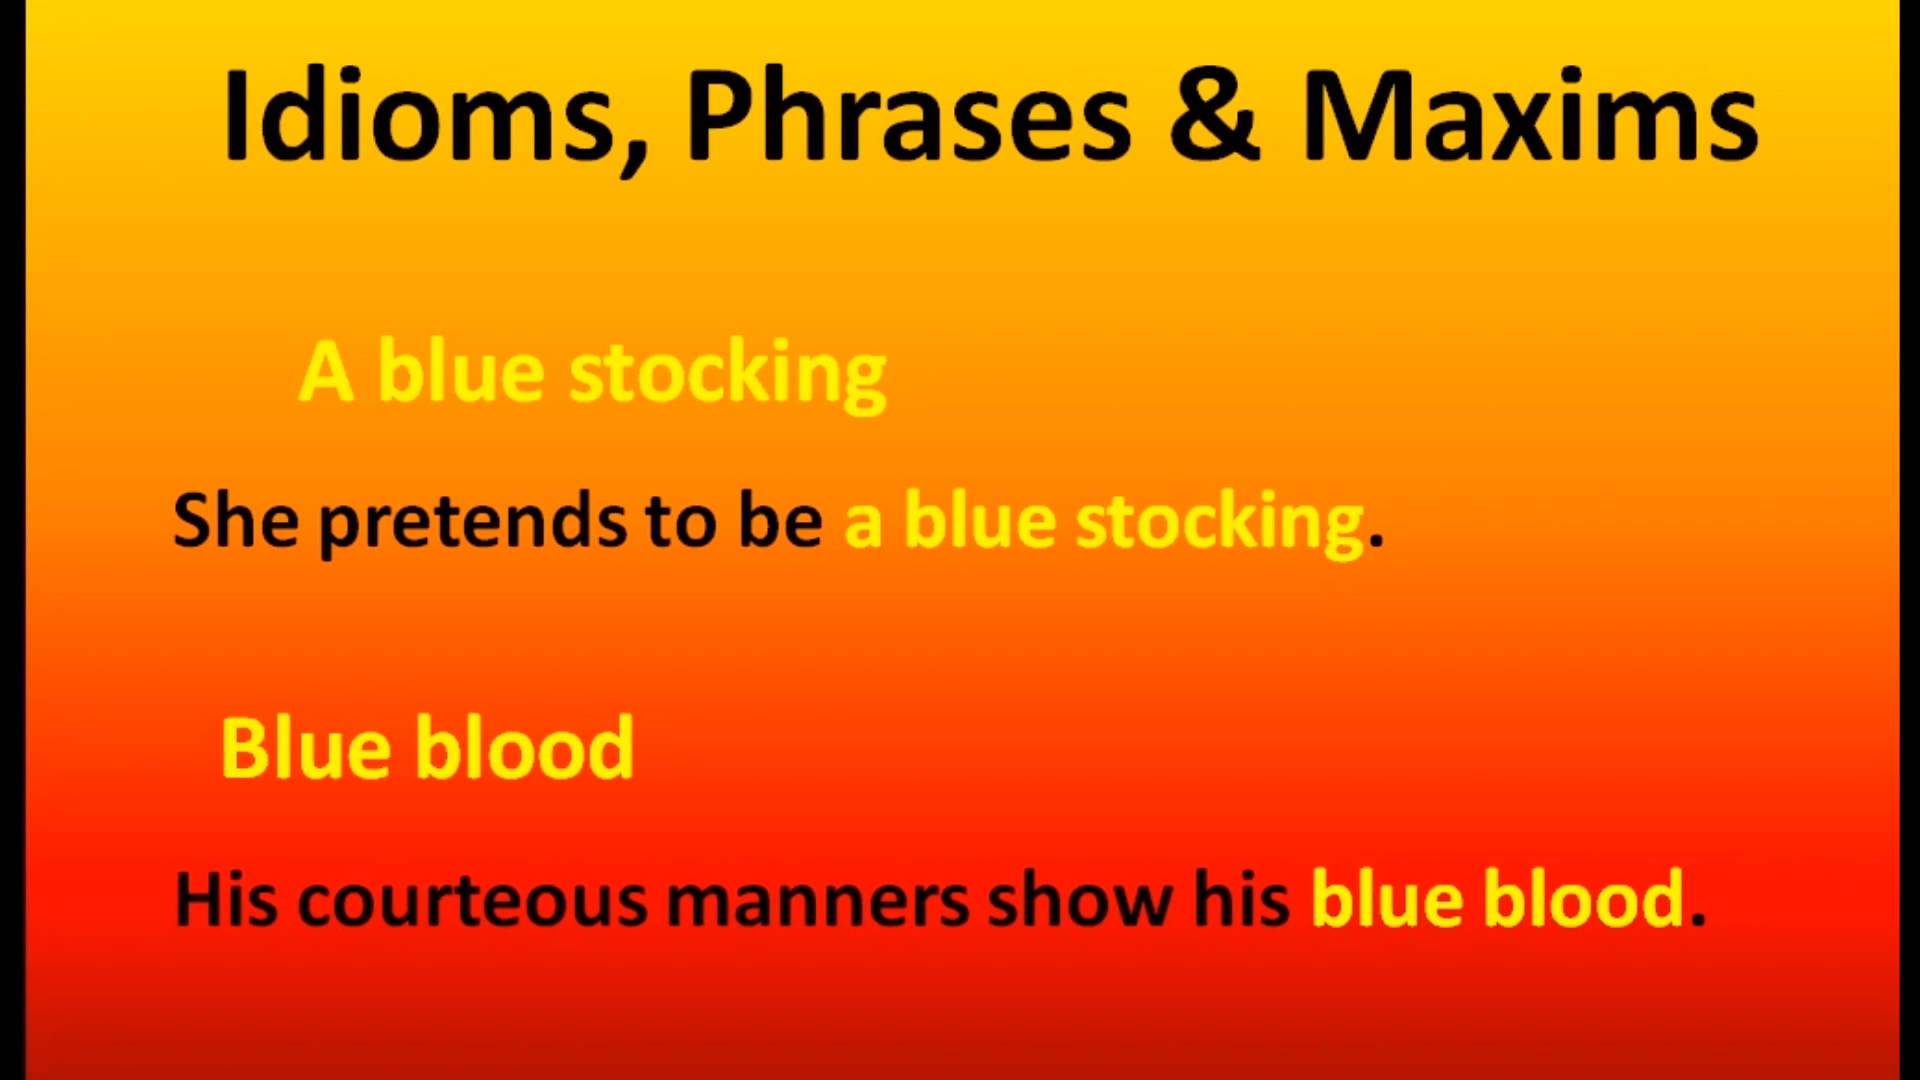 Idioms, Phrases & Maxims
A blue stocking
She pretends to be a blue stocking.
Blue blood
His courteous manners show his blue blood.